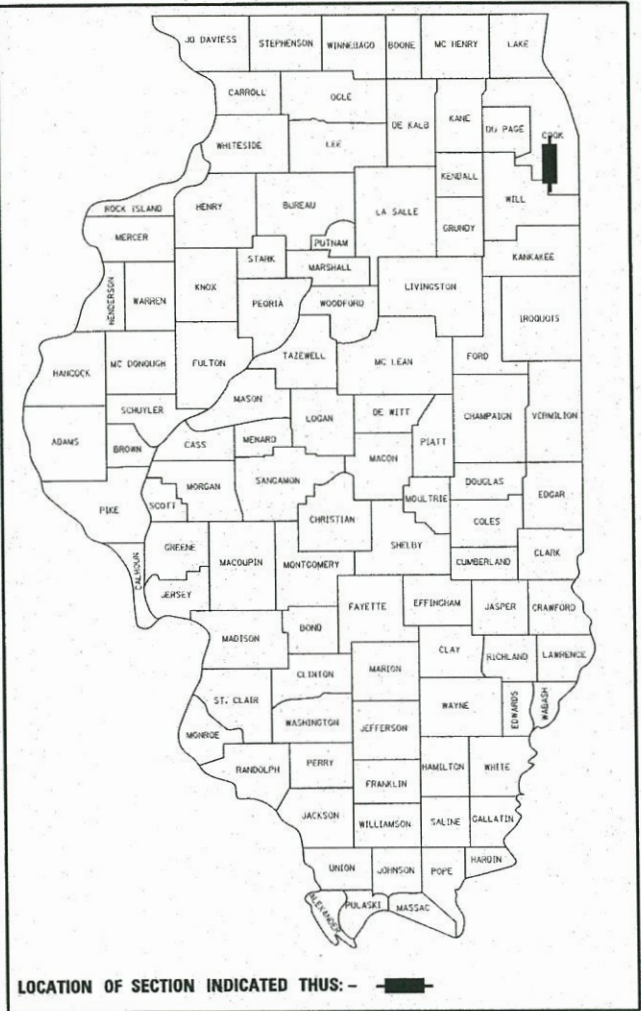 JO DAVIESS STEPHENSON WINNEBAGO BOONE MC HENRY LAKE
CARROLL OGLE DE KALB KANE DU PAGE COOK
WHITESIDE LEE
KENDALL WILL
ROCK ISLAND HENRY BUREAU LA SALLE GRUNDY
MERCER PUTNAM
STARK MARSHALL KANKAKEE
HENDERSON WARREN KNOX PEORIA WOODFORD LIVINGSTON IROQUOIS
HANCOCK MC DONOUGH FULTON TAZEWELL MC LEAN FORD
SCHUYLER MASON LOGAN DE WITT CHAMPAIGN VERMILION
ADAMS BROWN CASS MENARD MACON PIATT
PIKE SCOTT MORGAN SANGAMON CHRISTIAN MOULTRIE DOUGLAS EDGAR
COLES
CALHOUN GREENE MACOUPIN MONTGOMERY SHELBY CUMBERLAND CLARK
JERSEY FAYETTE EFFINGHAM JASPER CRAWFORD
MADISON BOND
CLINTON MARION CLAY RICHLAND LAWRENCE
ST. CLAIR WASHINGTON JEFFERSON WAYNE EDWARDS WABASH
MONROE
RANDOLPH PERRY FRANKLIN HAMILTON WHITE
JACKSON WILLIAMSON SALINE GALLATIN
UNION JOHNSON POPE HARDIN
ALEXANDER PULASKI MASSAC
LOCATION OF SECTION INDICATED THUS: -